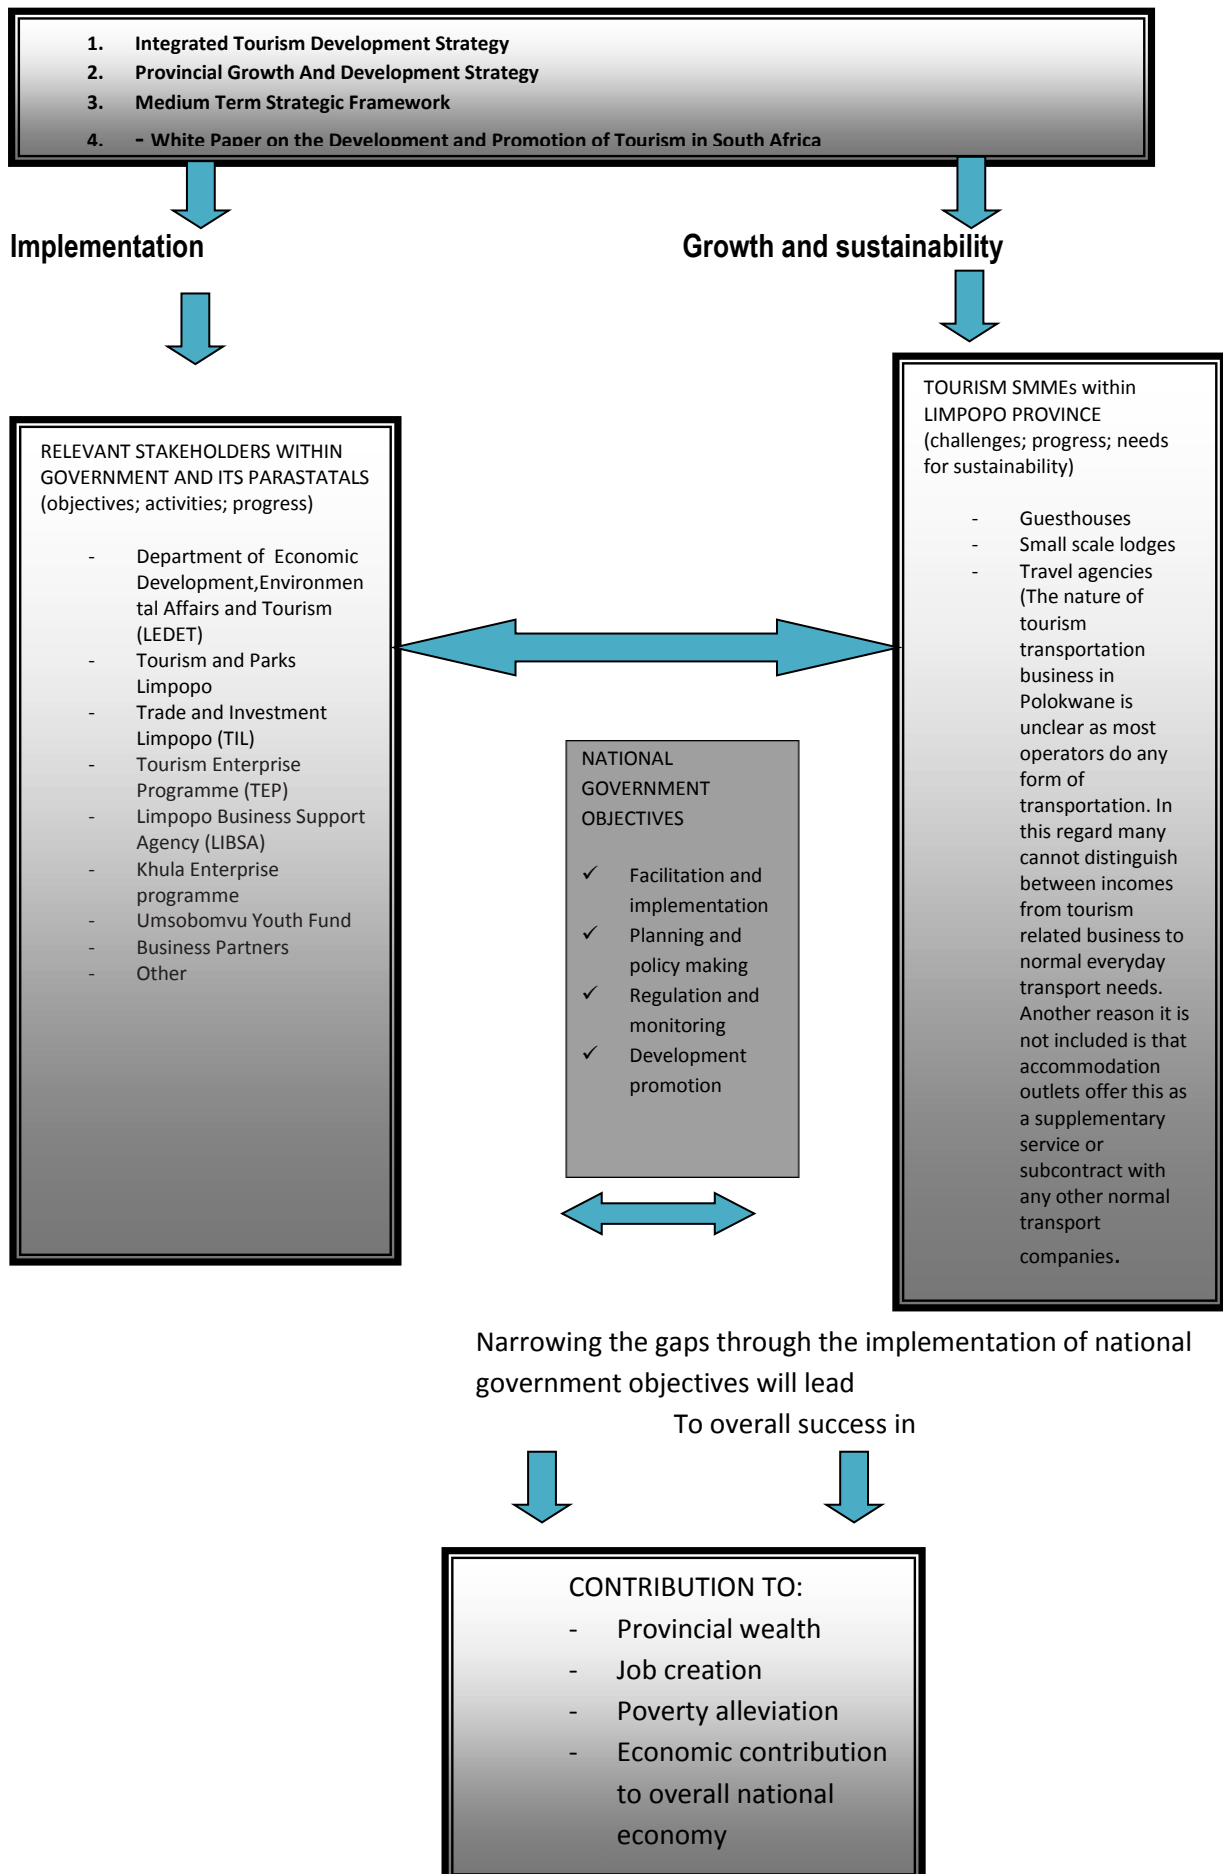 1. Integrated Tourism Development Strategy
2. Provincial Growth And Development Strategy
3. Medium Term Strategic Framework
4. - White Paper on the Development and Promotion of Tourism in South Africa
Implementation
Growth and sustainability
RELEVANT STAKEHOLDERS WITHIN
GOVERNMENT AND ITS PARASTATALS
(objectives; activities; progress)
- Department of Economic
Development,Environmen
tal Affairs and Tourism
(LEDET)
- Tourism and Parks
Limpopo
- Trade and Investment
Limpopo (TIL)
- Tourism Enterprise
Programme (TEP)
- Limpopo Business Support
Agency (LIBSA)
- Khula Enterprise
programme
- Umsobomvu Youth Fund
- Business Partners
- Other
NATIONAL
GOVERNMENT
OBJECTIVES
✓ Facilitation and
implementation
✓ Planning and
policy making
✓ Regulation and
monitoring
✓ Development
promotion
TOURISM SMMEs within
LIMPOPO PROVINCE
(challenges; progress; needs
for sustainability)
- Guesthouses
- Small scale lodges
- Travel agencies
(The nature of
tourism
transportation
business in
Polokwane is
unclear as most
operators do any
form of
transportation. In
this regard many
cannot distinguish
between incomes
from tourism
related business to
normal everyday
transport needs.
Another reason it is
not included is that
accommodation
outlets offer this as
a supplementary
service or
subcontract with
any other normal
transport
companies.
Narrowing the gaps through the implementation of national
government objectives will lead
To overall success in
CONTRIBUTION TO:
- Provincial wealth
- Job creation
- Poverty alleviation
- Economic contribution
to overall national
economy